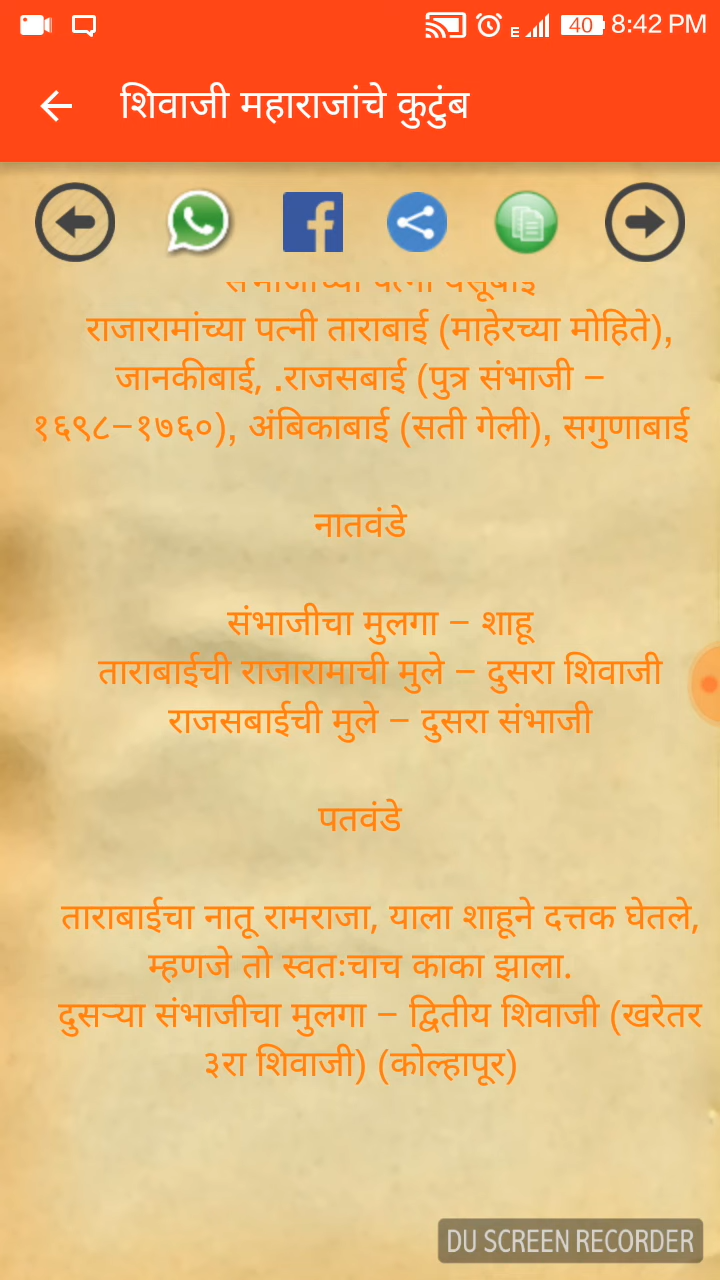 40 8:42 PM
शिवाजी महाराजांचे कुटुंब
राजारामांच्या पत्नी ताराबाई (माहेरच्या मोहिते),
जानकीबाई, .राजसबाई (पुत्र संभाजी –
१६९८–१७६०), अंबिकाबाई (सती गेली), सगुणाबाई
नातवंडे
संभाजीचा मुलगा – शाहू
ताराबाईची राजारामाची मुले – दुसरा शिवाजी
राजसबाईची मुले – दुसरा संभाजी
पतवंडे
ताराबाईचा नातू रामराजा, याला शाहूने दत्तक घेतले,
म्हणजे तो स्वतःचाच काका झाला.
दुसऱ्या संभाजीचा मुलगा – द्वितीय शिवाजी (खरेतर
३रा शिवाजी) (कोल्हापूर)
DU SCREEN RECORDER